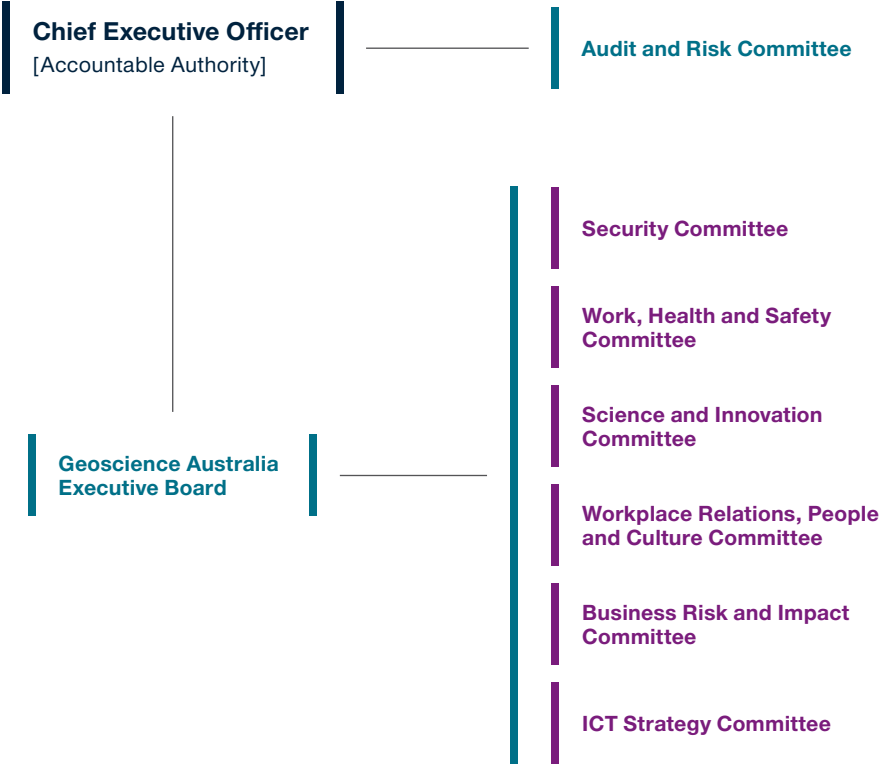 Chief Executive Officer
[Accountable Authority]
Audit and Risk Committee
Security Committee
Work, Health and Safety
Committee
Science and Innovation
Committee
Geoscience Australia
Executive Board
Workplace Relations, People
and Culture Committee
Business Risk and Impact
Committee
ICT Strategy Committee